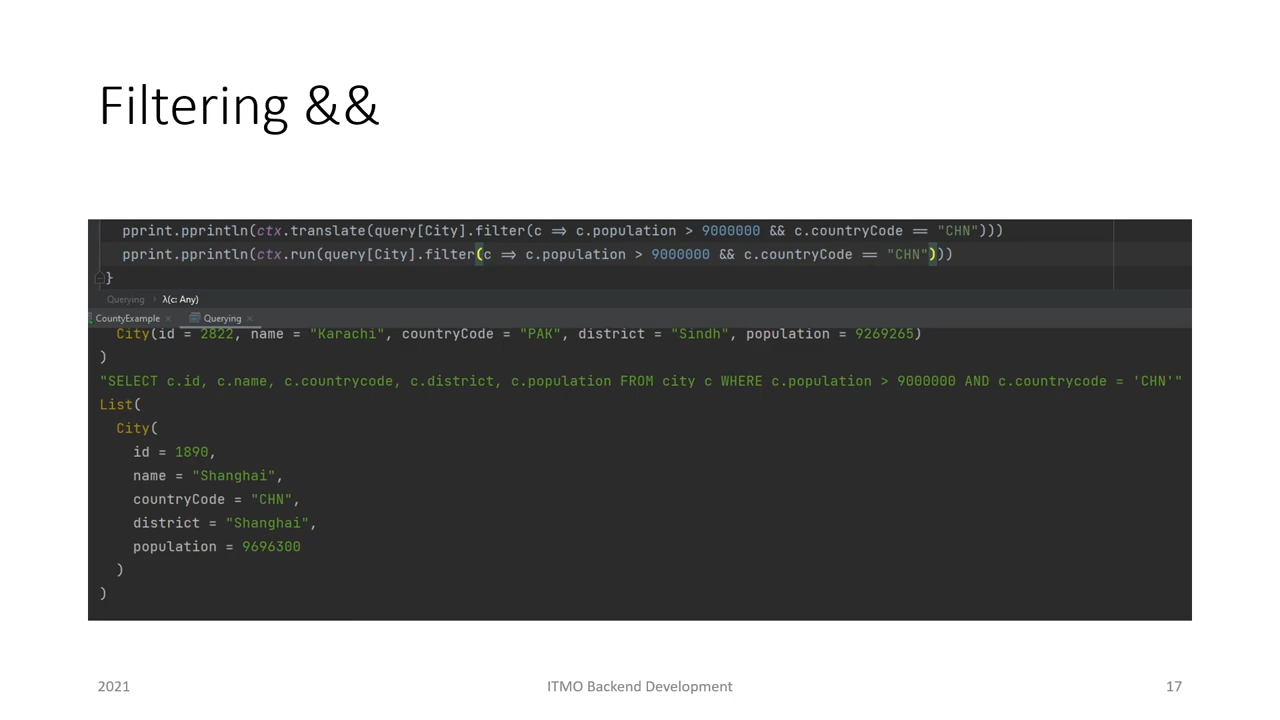 Filtering &&
pprint.pprintln(ctx.translate(query[City].filter(c ⇒ c.population > 9000000 && c.countryCode == "CHN")))
pprint.pprintln(ctx.run(query[City].filter(c ⇒ c.population > 9000000 && c.countryCode == "CHN")))
}
Querying › λ(c: Any)
CountyExample × Querying ×
City(id = 2822, name = "Karachi", countryCode = "PAK", district = "Sindh", population = 9269265)
)
"SELECT c.id, c.name, c.countrycode, c.district, c.population FROM city c WHERE c.population > 9000000 AND c.countrycode = 'CHN'"
List(
City(
id = 1890,
name = "Shanghai",
countryCode = "CHN",
district = "Shanghai",
population = 9696300
)
)
2021
ITMO Backend Development
17